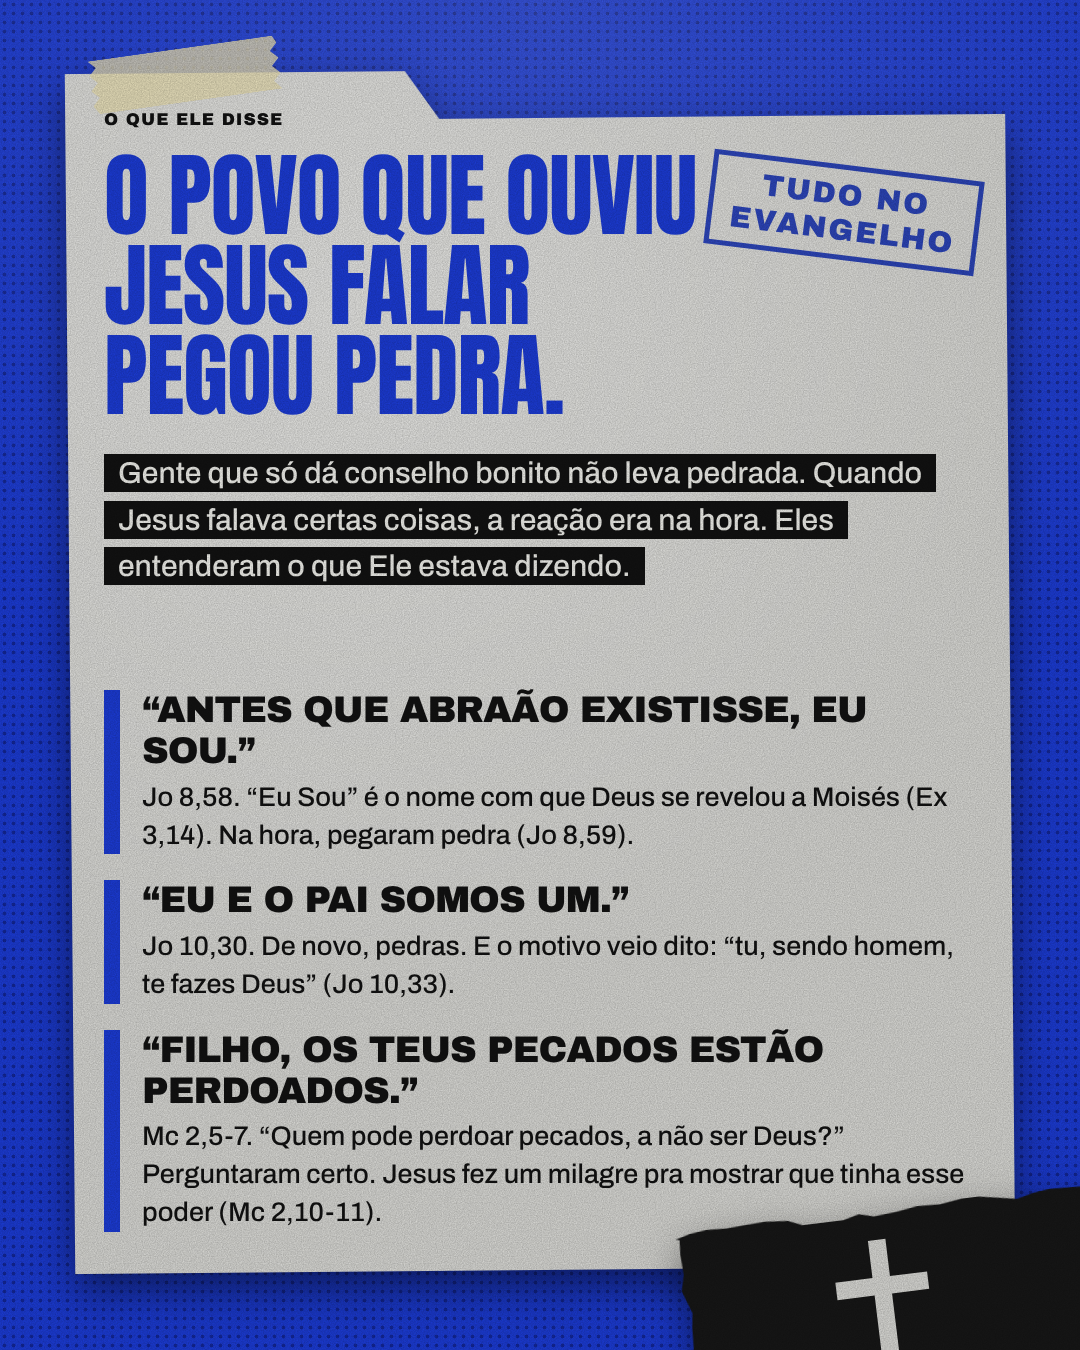 O QUE ELE DISSE
O POVO QUE OUVIU
JESUS FALAR
PEGOU PEDRA.
TUDO NO
EVANGELHO
Gente que só dá conselho bonito não leva pedrada. Quando
Jesus falava certas coisas, a reação era na hora. Eles
entenderam o que Ele estava dizendo.
“ANTES QUE ABRAÃO EXISTISSE, EU
SOU.”
Jo 8,58. “Eu Sou” é o nome com que Deus se revelou a Moisés (Ex
3,14). Na hora, pegaram pedra (Jo 8,59).
“EU E O PAI SOMOS UM.”
Jo 10,30. De novo, pedras. E o motivo veio dito: “tu, sendo homem,
te fazes Deus” (Jo 10,33).
“FILHO, OS TEUS PECADOS ESTÃO
PERDOADOS.”
Mc 2,5-7. “Quem pode perdoar pecados, a não ser Deus?”
Perguntaram certo. Jesus fez um milagre pra mostrar que tinha esse
poder (Mc 2,10-11).